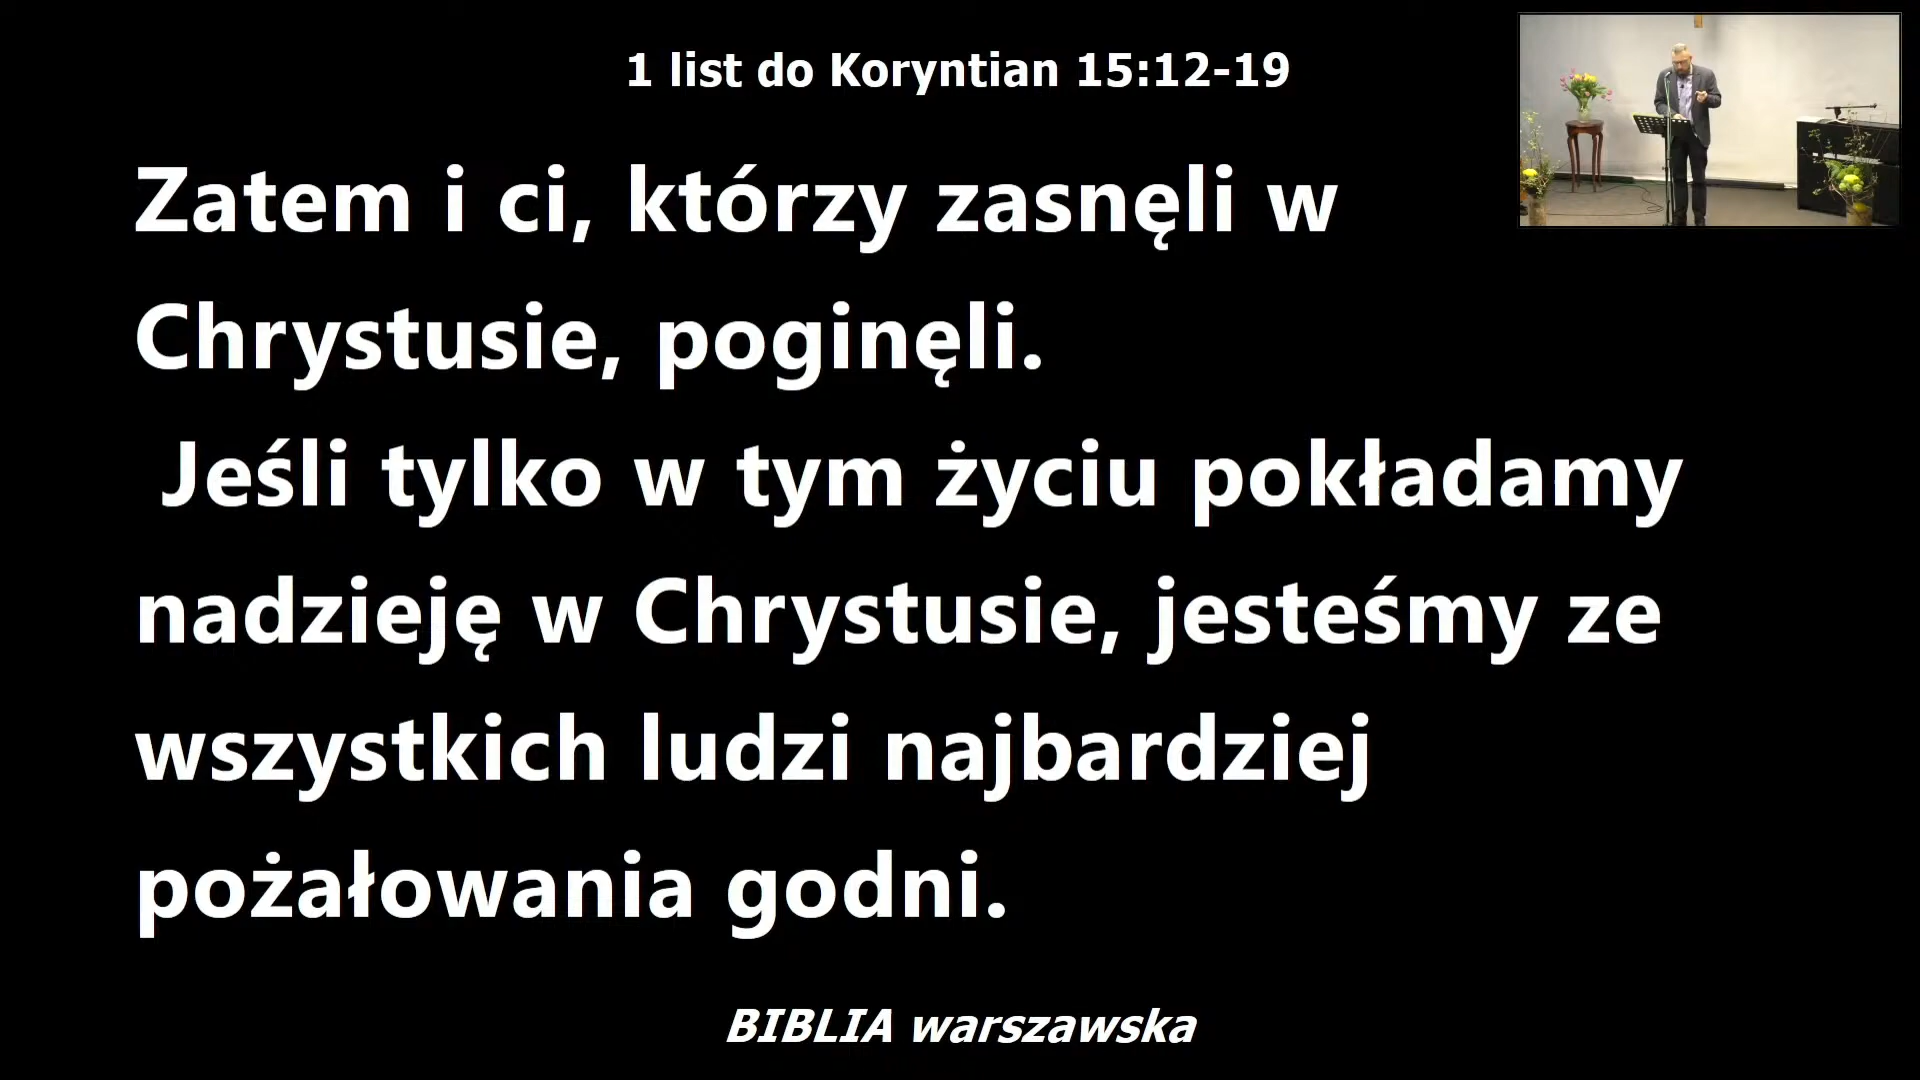 1 list do Koryntian 15:12-19
Zatem i ci, którzy zasnęli w
Chrystusie, poginęli.
Jeśli tylko w tym życiu pokładamy
nadzieję w Chrystusie, jesteśmy ze
wszystkich ludzi najbardziej
pożałowania godni.
BIBLIA warszawska